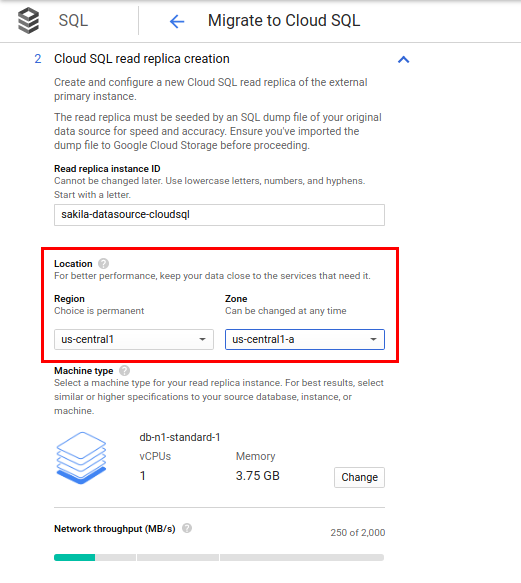 SQL
Migrate to Cloud SQL
2 Cloud SQL read replica creation
Create and configure a new Cloud SQL read replica of the external
primary instance.
The read replica must be seeded by an SQL dump file of your original
data source for speed and accuracy. Ensure you've imported the
dump file to Google Cloud Storage before proceeding.
Read replica instance ID
Cannot be changed later. Use lowercase letters, numbers, and hyphens.
Start with a letter.
sakila-datasource-cloudsql
Location ?
For better performance, keep your data close to the services that need it.
Region
Choice is permanent
us-central1
Zone
Can be changed at any time
us-central1-a
Machine type ?
Select a machine type for your read replica instance. For best results, select
similar or higher specifications to your source database, instance, or
machine.
db-n1-standard-1
vCPUs
1
Memory
3.75 GB
Change
Network throughput (MB/s) ?
250 of 2,000